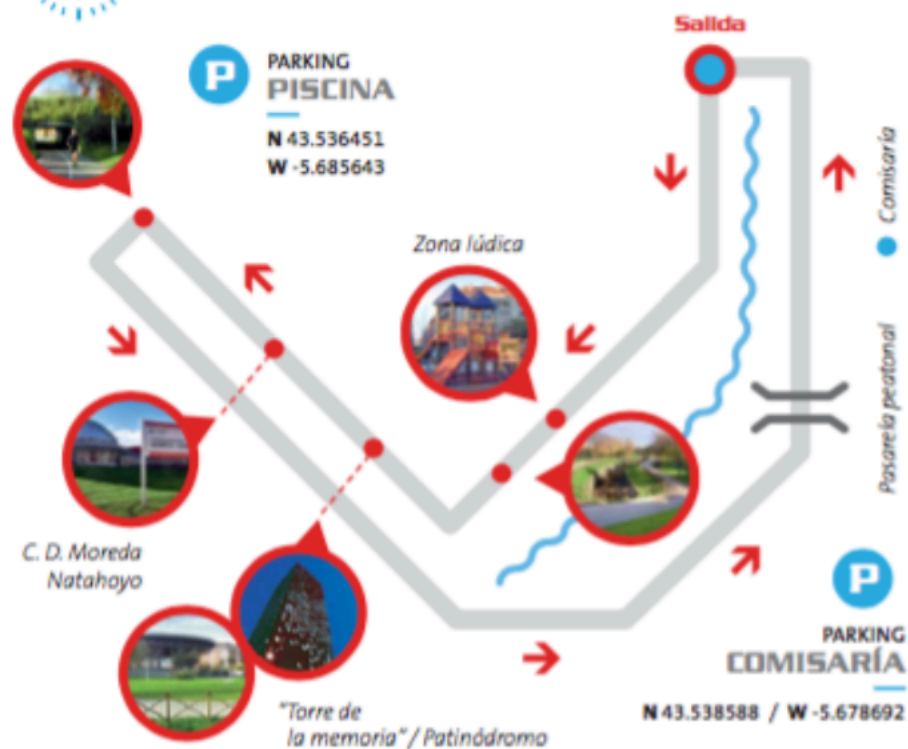 Salida
P
PARKING
PISCINA
N 43.536451
W -5.685643
Comisaría
Zona lúdica
Pasarela peatonal
C. D. Moreda
Natahoyo
P
PARKING
COMISARÍA
N 43.538588 / W -5.678692
"Torre de
la memoria"/ Patinódromo